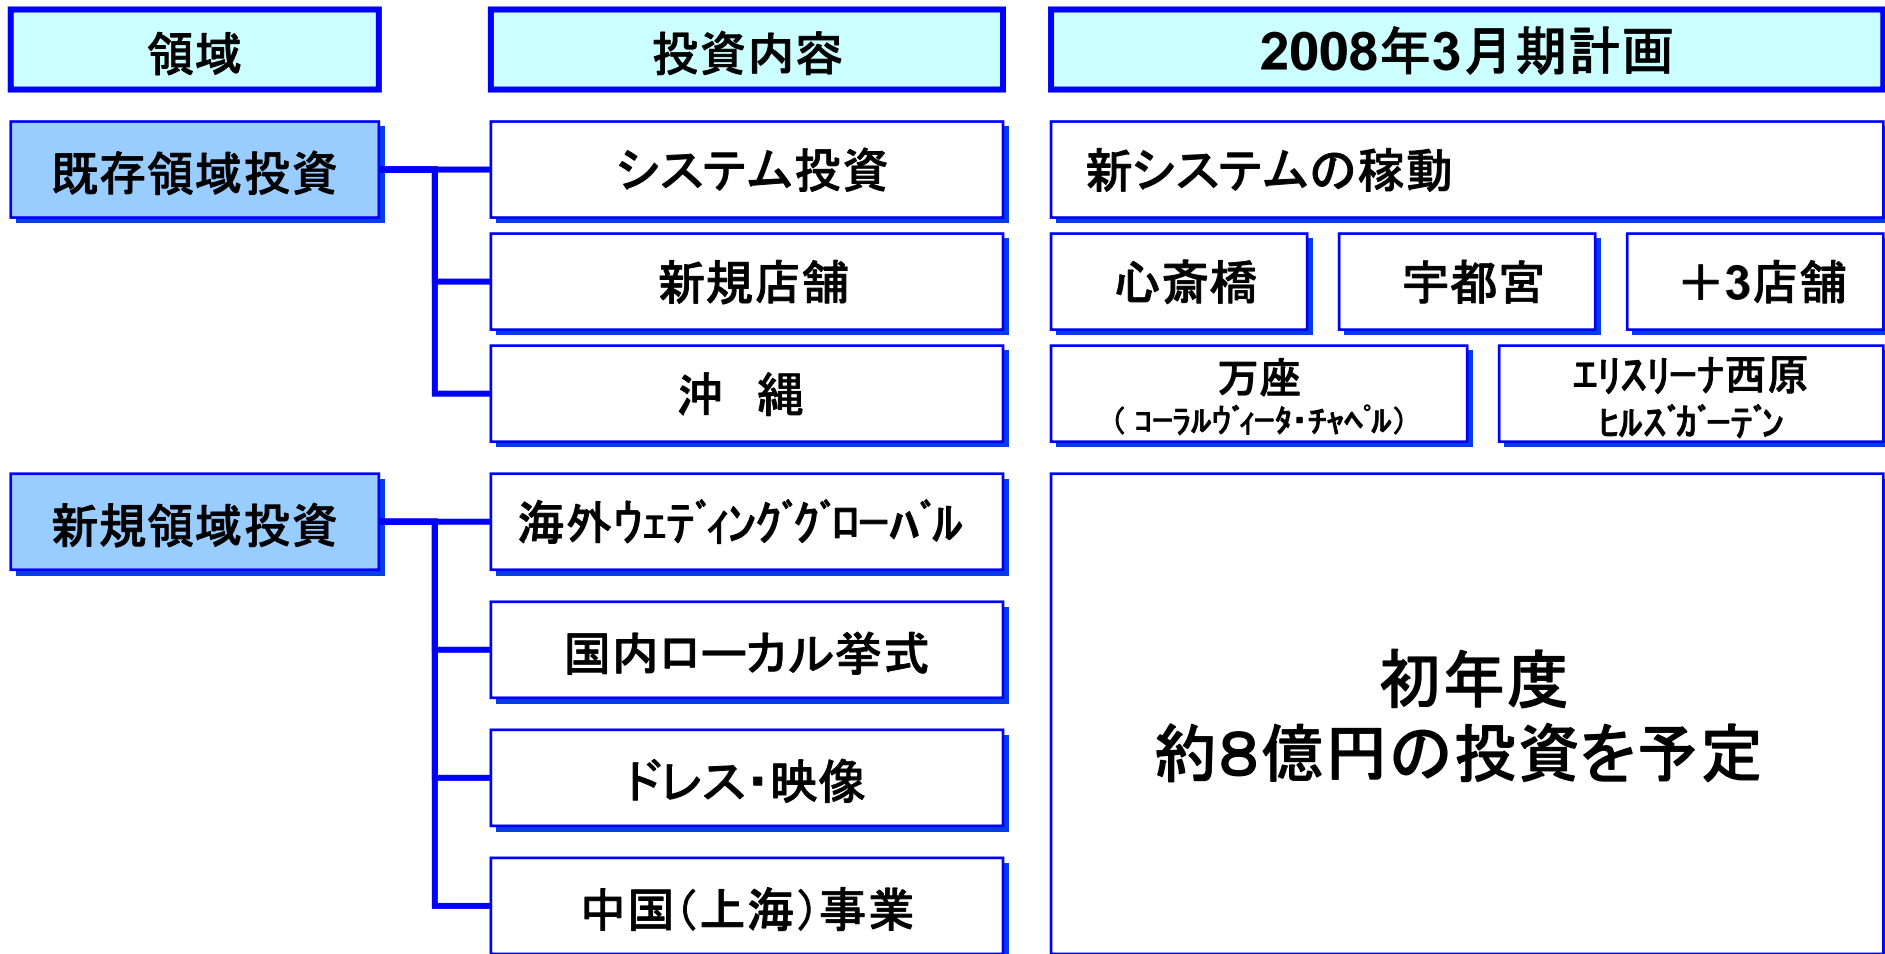 領域
投資内容
2008年3月期計画
既存領域投資
システム投資
新システムの稼動
新規店舗
心斎橋
宇都宮
＋3店舗
沖　縄
万座
（ｺｰﾗﾙｳﾞｨｰﾀ・ﾁｬﾍﾟﾙ）
ｴﾘｽﾘｰﾅ西原
ﾋﾙｽﾞｶﾞｰﾃﾞﾝ
新規領域投資
海外ｳｪﾃﾞｨﾝｸﾞｸﾞﾛｰﾊﾞﾙ
国内ローカル挙式
ドレス・映像
中国（上海）事業
初年度
約８億円の投資を予定